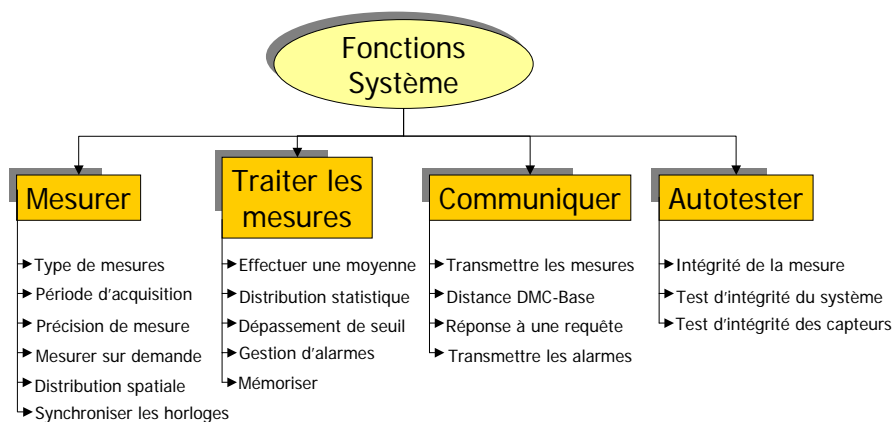 Fonctions
Système
Mesurer
Traiter les
mesures
Communiquer
Autotester
Type de mesures
Période d'acquisition
Précision de mesure
Mesurer sur demande
Distribution spatiale
Synchroniser les horloges
Effectuer une moyenne
Distribution statistique
Dépassement de seuil
Gestion d'alarmes
Mémoriser
Transmettre les mesures
Distance DMC-Base
Réponse à une requête
Transmettre les alarmes
Intégrité de la mesure
Test d'intégrité du système
Test d'intégrité des capteurs